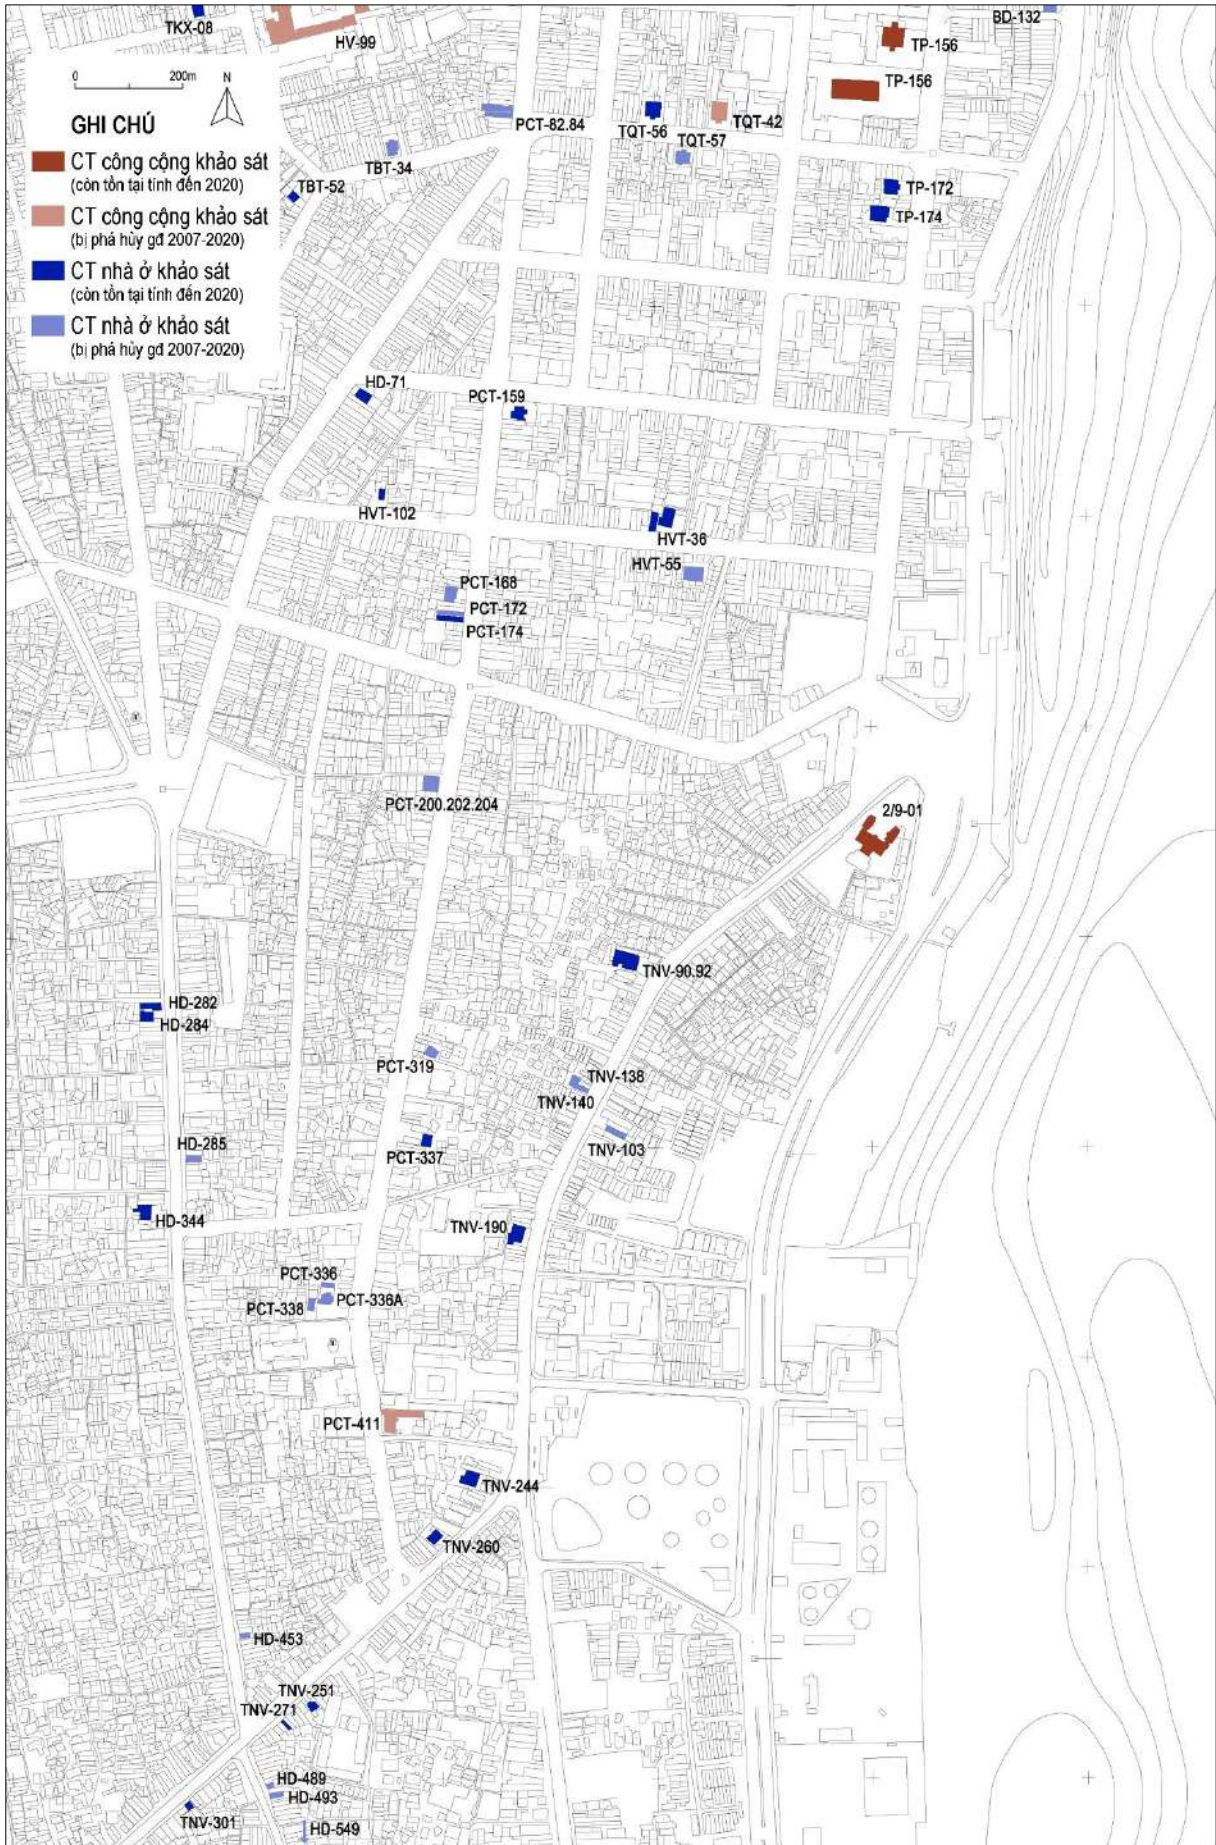 TKX-08
HV-99
BD-132
TP-156
TP-156
0 200m N
GHI CHÚ
CT công cộng khảo sát
(còn tồn tại tính đến 2020)
CT công cộng khảo sát
(bị phá hủy gđ 2007-2020)
CT nhà ở khảo sát
(còn tồn tại tính đến 2020)
CT nhà ở khảo sát
(bị phá hủy gđ 2007-2020)
PCT-82.84
TQT-56
TQT-42
TQT-57
TBT-34
TBT-52
TP-172
TP-174
HD-71
PCT-159
HVT-102
HVT-36
HVT-55
PCT-168
PCT-172
PCT-174
PCT-200.202.204
2/9-01
TNV-90.92
HD-282
HD-284
PCT-319
TNV-138
TNV-140
TNV-103
HD-285
PCT-337
HD-344
TNV-190
PCT-336
PCT-336A
PCT-338
PCT-411
TNV-244
TNV-260
HD-453
TNV-251
TNV-271
HD-489
HD-493
TNV-301
HD-549